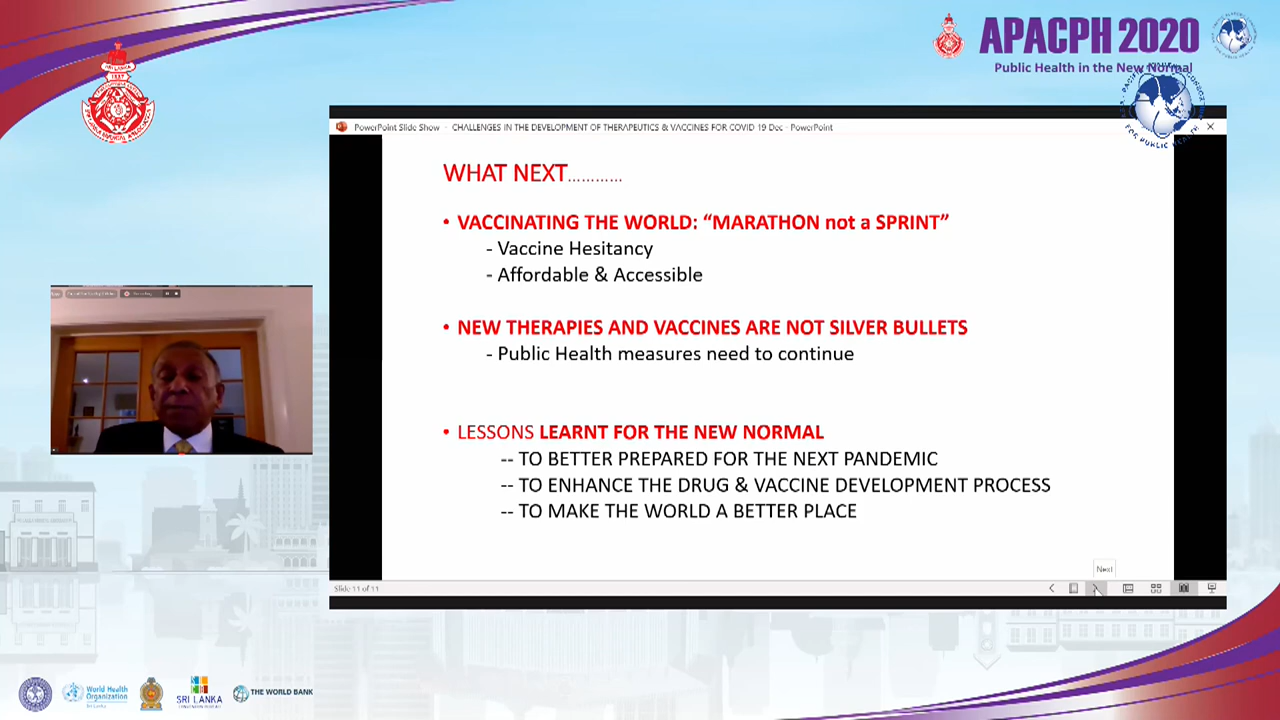 APACPH 2020
Public Health in the New Normal
PowerPoint Slide Show - CHALLENGES IN THE DEVELOPMENT OF THERAPEUTICS & VACCINES FOR COVID 19 Dec - PowerPoint
WHAT NEXT…………
• VACCINATING THE WORLD: “MARATHON not a SPRINT”
- Vaccine Hesitancy
- Affordable & Accessible
• NEW THERAPIES AND VACCINES ARE NOT SILVER BULLETS
- Public Health measures need to continue
• LESSONS LEARNT FOR THE NEW NORMAL
-- TO BETTER PREPARED FOR THE NEXT PANDEMIC
-- TO ENHANCE THE DRUG & VACCINE DEVELOPMENT PROCESS
-- TO MAKE THE WORLD A BETTER PLACE
Next
Slide 11 of 11
World Health
Organization
Sri Lanka
SRI LANKA
THE WORLD BANK